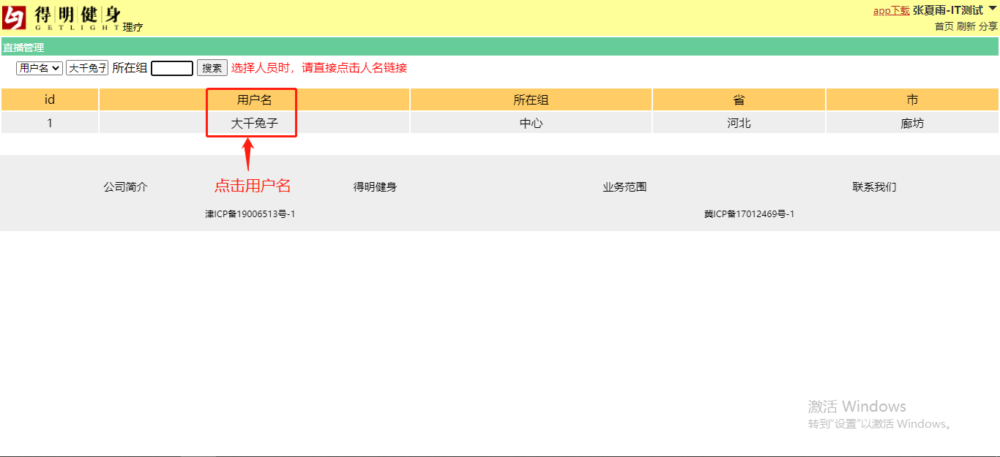 得明健身 app下载 张夏雨-IT测试
GETLIGHT 理疗 首页 刷新 分享
直播管理
用户名 大千兔子 所在组 搜索 选择人员时，请直接点击人名链接
id 用户名 所在组 省 市
1 大千兔子 中心 河北 廊坊
公司简介 点击用户名 得明健身 业务范围 联系我们
津ICP备19006513号-1 冀ICP备17012469号-1
激活 Windows
转到"设置"以激活 Windows。